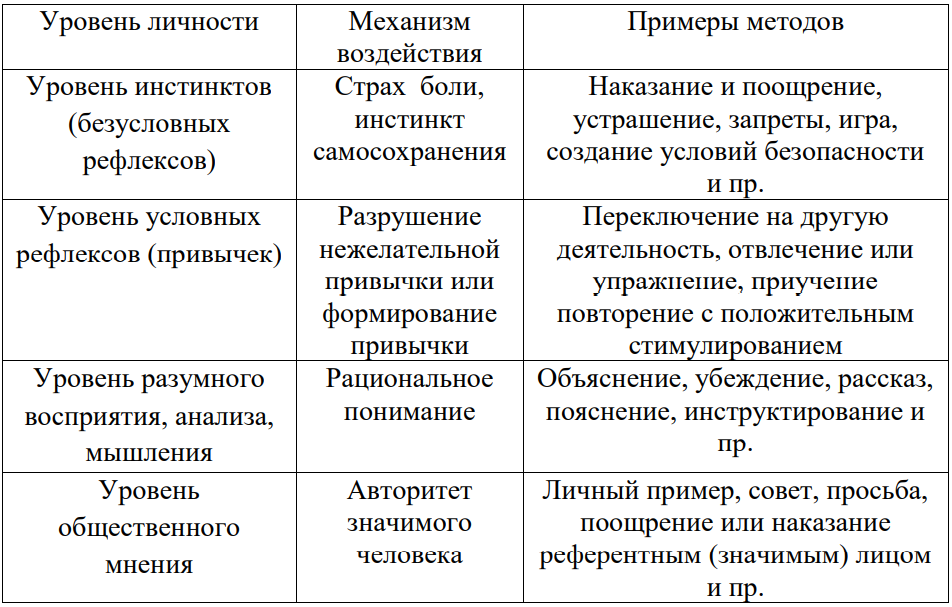 Уровень личности
Механизм
воздействия
Примеры методов
Уровень инстинктов
(безусловных
рефлексов)
Страх боли,
инстинкт
самосохранения
Наказание и поощрение,
устрашение, запреты, игра,
создание условий безопасности
и пр.
Уровень условных
рефлексов (привычек)
Разрушение
нежелательной
привычки или
формирование
привычки
Переключение на другую
деятельность, отвлечение или
упражнение, приучение
повторение с положительным
стимулированием
Уровень разумного
восприятия, анализа,
мышления
Рациональное
понимание
Объяснение, убеждение, рассказ,
пояснение, инструктирование и
пр.
Уровень
общественного
мнения
Авторитет
значимого
человека
Личный пример, совет, просьба,
поощрение или наказание
референтным (значимым) лицом
и пр.